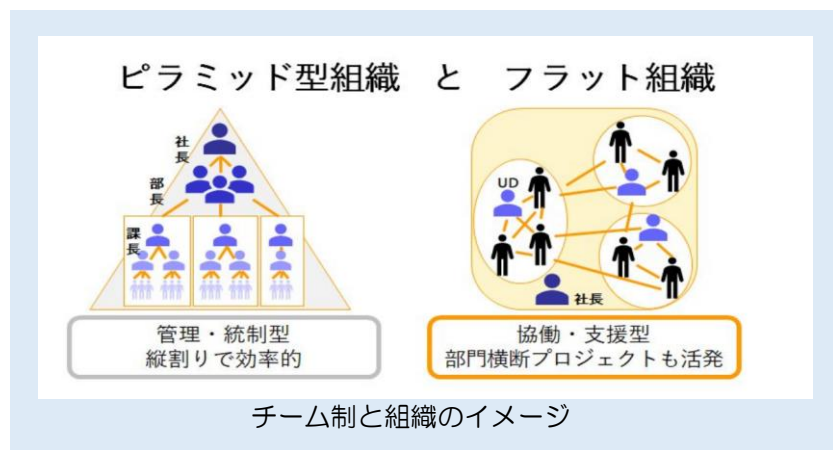 ピラミッド型組織 と フラット組織
社長
部長
課長
UD
社長
管理・統制型
縦割りで効率的
協働・支援型
部門横断プロジェクトも活発
チーム制と組織のイメージ